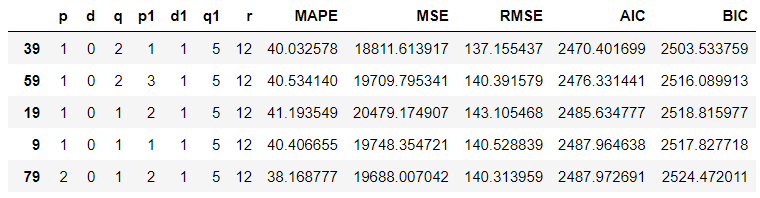 p d q p1 d1 q1 r MAPE MSE RMSE AIC BIC
39 1 0 2 1 1 5 12 40.032578 18811.613917 137.155437 2470.401699 2503.533759
59 1 0 2 3 1 5 12 40.534140 19709.795341 140.391579 2476.331441 2516.089913
19 1 0 1 2 1 5 12 41.193549 20479.174907 143.105468 2485.634777 2518.815977
9 1 0 1 1 1 5 12 40.406655 19748.354721 140.528839 2487.964638 2517.827718
79 2 0 1 2 1 5 12 38.168777 19688.007042 140.313959 2487.972691 2524.472011